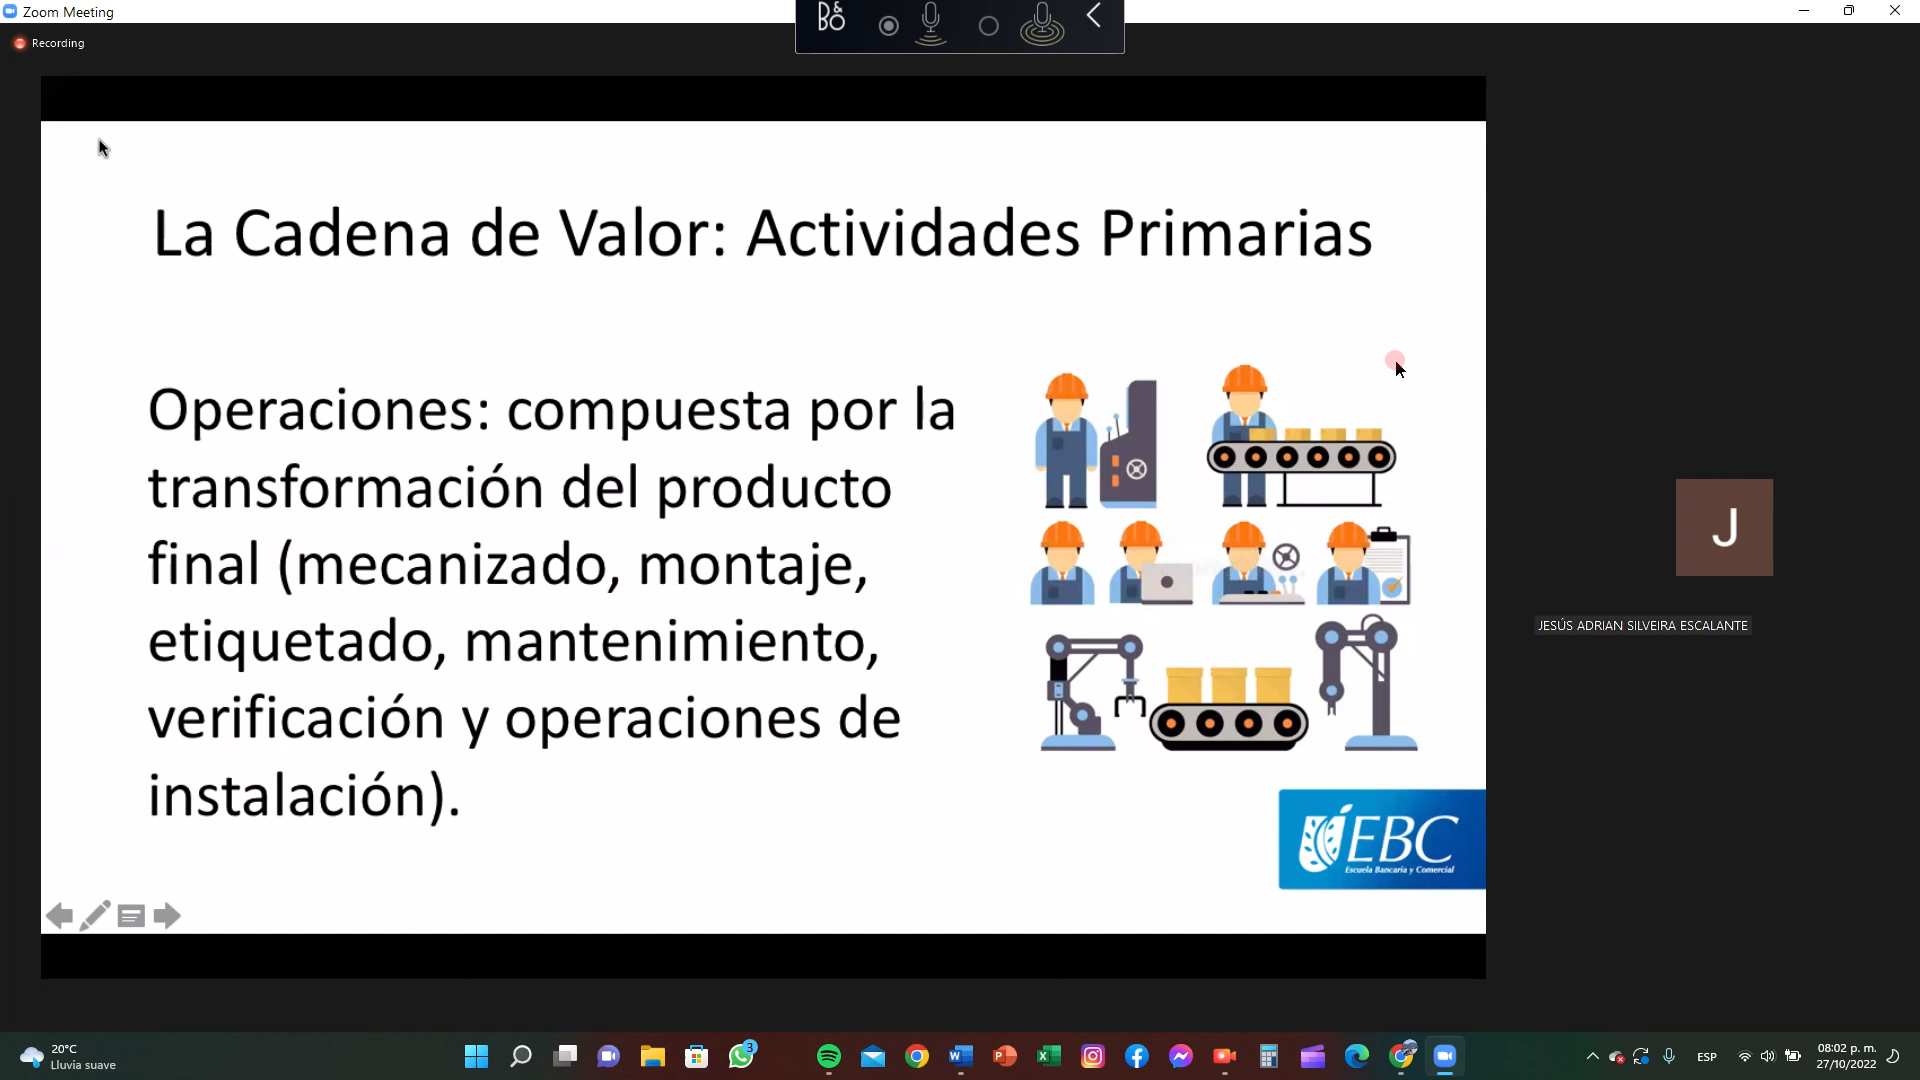 Zoom Meeting
Recording
B&O
La Cadena de Valor: Actividades Primarias
Operaciones: compuesta por la
transformación del producto
final (mecanizado, montaje,
etiquetado, mantenimiento,
verificación y operaciones de
instalación).
J
JESÚS ADRIAN SILVEIRA ESCALANTE
EBC
Escuela Bancaria y Comercial
20°C
Lluvia suave
3
ESP
08:02 p. m.
27/10/2022